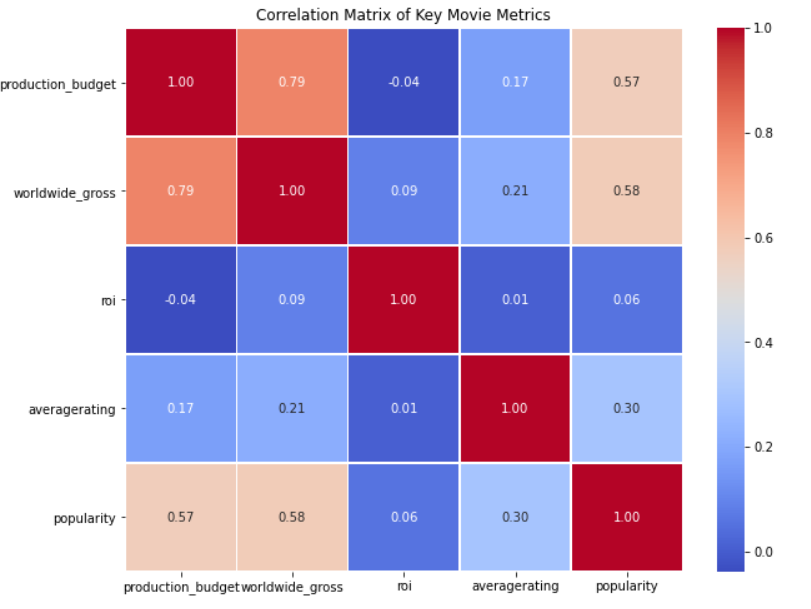 Correlation Matrix of Key Movie Metrics
production_budget 1.00 0.79 -0.04 0.17 0.57
worldwide_gross 0.79 1.00 0.09 0.21 0.58
roi -0.04 0.09 1.00 0.01 0.06
averagerating 0.17 0.21 0.01 1.00 0.30
popularity 0.57 0.58 0.06 0.30 1.00
production_budget worldwide_gross roi averagerating popularity
1.0
0.8
0.6
0.4
0.2
0.0